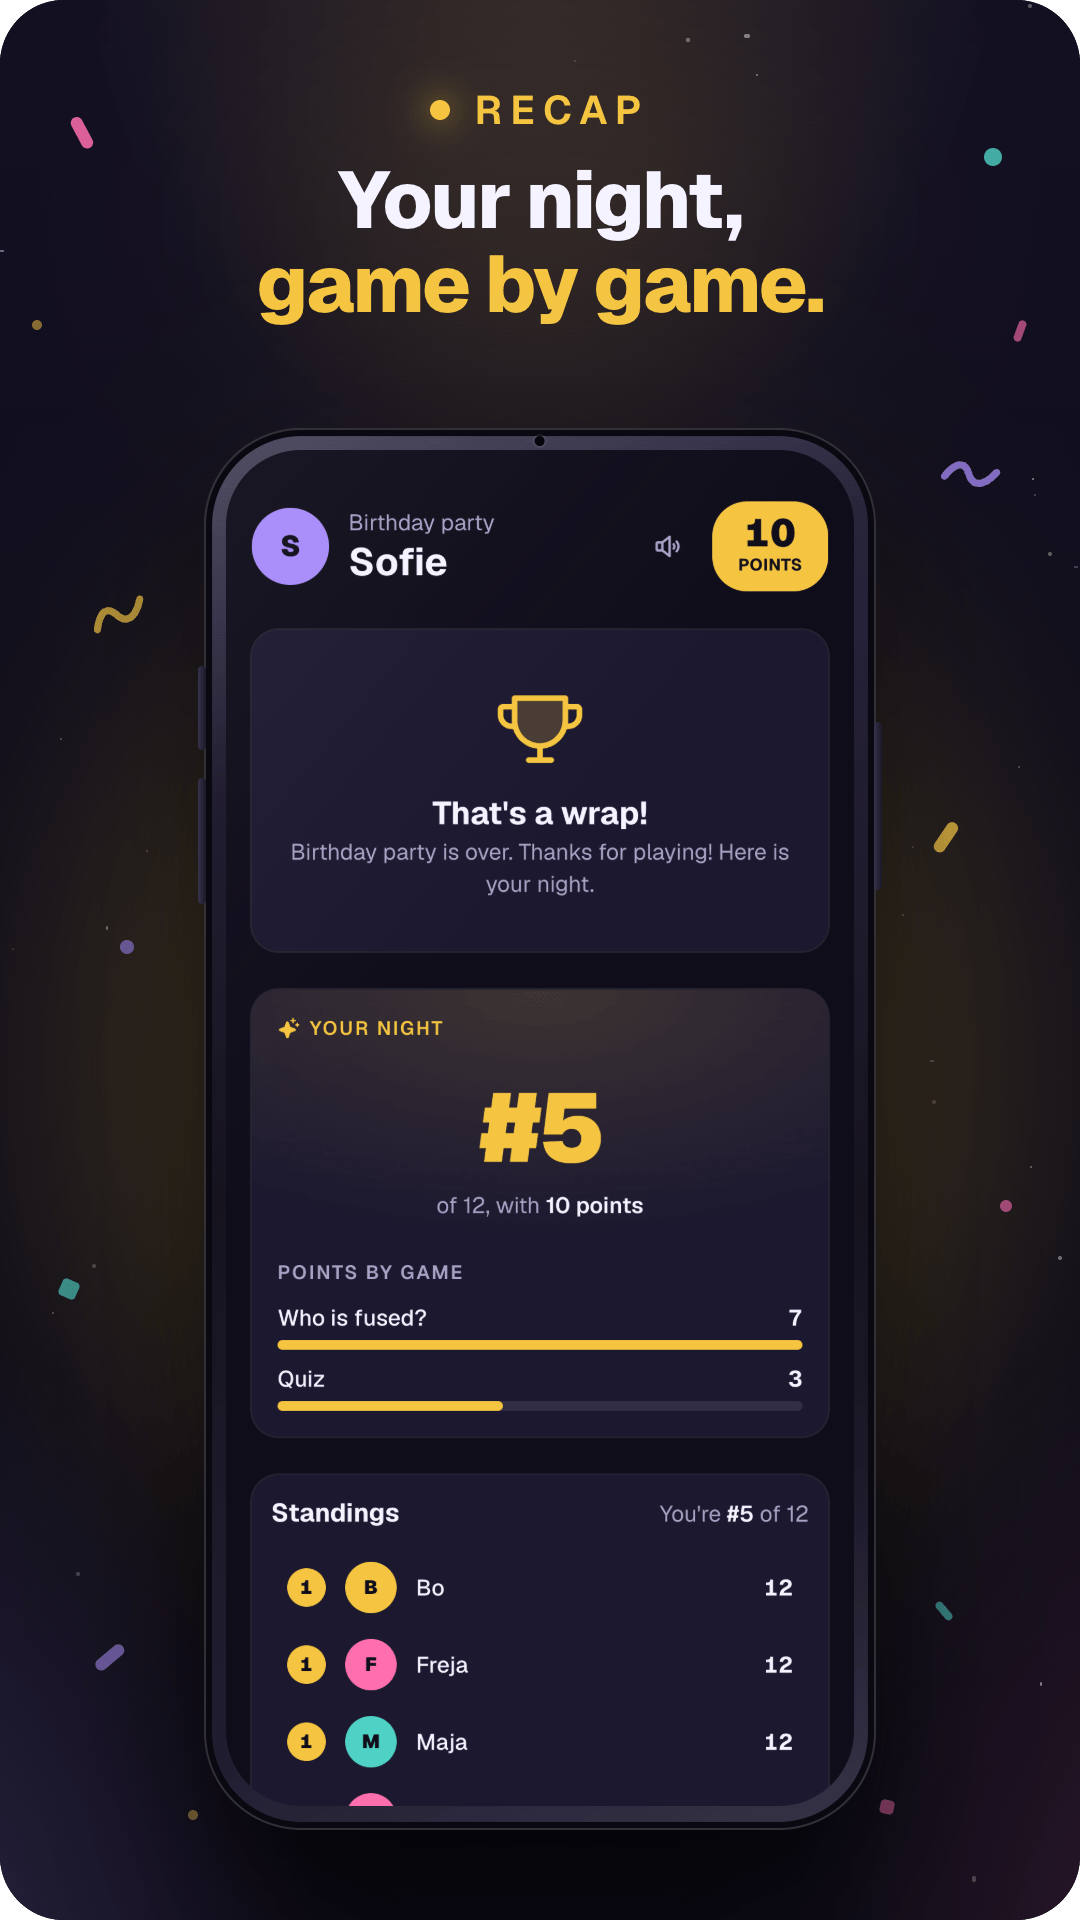 RECAP
Your night,
game by game.
S
Birthday party
Sofie
10
POINTS
That's a wrap!
Birthday party is over. Thanks for playing! Here is
your night.
YOUR NIGHT
#5
of 12, with 10 points
POINTS BY GAME
Who is fused? 7
Quiz 3
Standings You're #5 of 12
1 B Bo 12
1 F Freja 12
1 M Maja 12